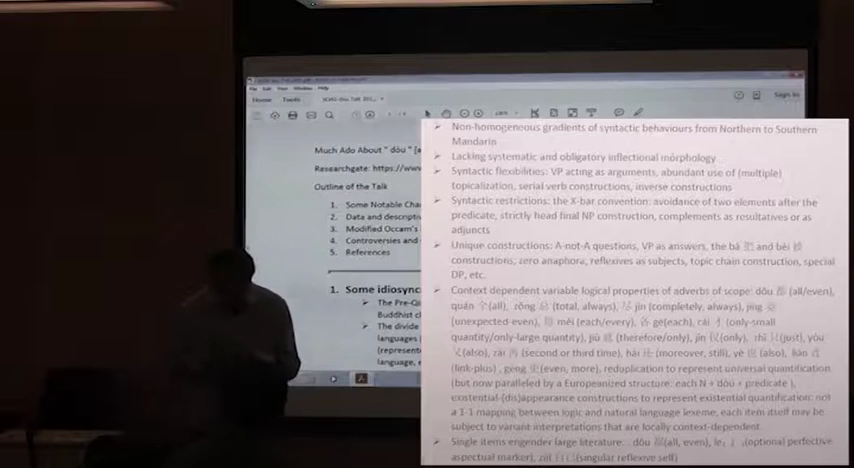 Home Tools
Sign In
Much Ado About " dōu "
Researchgate: https://www
Outline of the Talk
1. Some Notable Cha
2. Data and descripti
3. Modified Occam's
4. Controversies and
5. References
1. Some idiosync
The Pre-Qi
Buddhist cl
The divide
languages
(represent
language, e
Non-homogeneous gradients of syntactic behaviours from Northern to Southern
Mandarin
Lacking systematic and obligatory inflectional morphology
Syntactic flexibilities: VP acting as arguments, abundant use of (multiple)
topicalization, serial verb constructions, inverse constructions
Syntactic restrictions: the X-bar convention: avoidance of two elements after the
predicate, strictly head final NP construction, complements as resultatives or as
adjuncts
Unique constructions: A-not-A questions, VP as answers, the bǎ 把 and bèi 被
constructions, zero anaphora, reflexives as subjects, topic chain construction, special
DP, etc.
Context dependent variable logical properties of adverbs of scope: dōu 都 (all/even),
quán 全(all), (total, always), 尽 jìn (completely, always), jìng 竟
(unexpected-even), 每 měi (each/every), 各 gè(each), cái 才 (only-small
quantity/only-large quantity), jiù 就 (therefore/only), jǐn 仅(only), zhǐ 只(just), yòu
又(also), zài 再 (second or third time), hái 还 (moreover, still), yě 也 (also),
(link-plus) , gèng 更(even, more), reduplication to represent universal quantification
(but now paralleled by a Europeanized structure: each N + dōu + predicate ),
existential-(dis)appearance constructions to represent existential quantification: not
a 1-1 mapping between logic and natural language lexeme, each item itself may be
subject to variant interpretations that are locally context-dependent
Single items engender large literature: dōu 都(all, even), le 了 (optional perfective
aspectual marker), zìjǐ 自己(singular reflexive self)